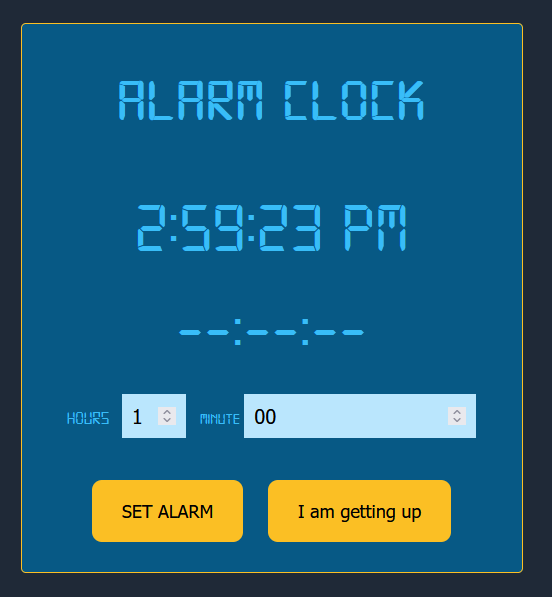 ALARM CLOCK
2:59:23 PM
--:--:--
HOURS 1 MINUTE 00
SET ALARM I am getting up